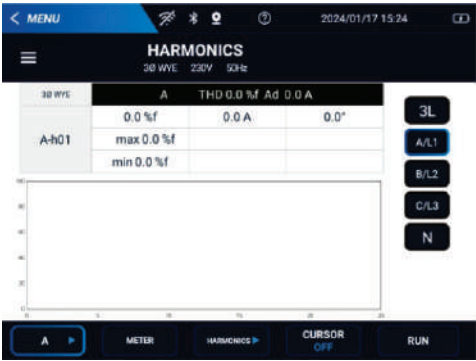 < MENU 2024/01/17 15:24
HARMONICS
3Ø WYE 230V 50Hz
3Ø WYE A THD 0.0 %f Ad 0.0 A
A-h01 0.0 %f 0.0 A 0.0°
max 0.0 %f
min 0.0 %f
3L
A/L1
B/L2
C/L3
N
A METER HARMONICS CURSOR OFF RUN